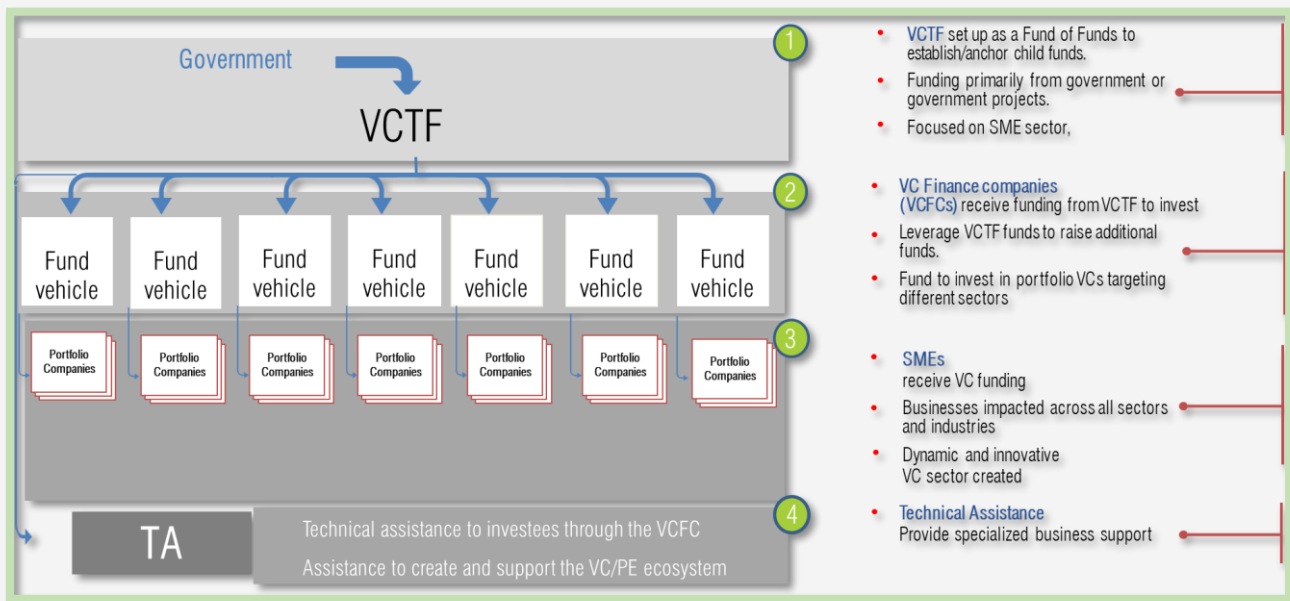 Government
VCTF
1
2
Fund
vehicle
Fund
vehicle
Fund
vehicle
Fund
vehicle
Fund
vehicle
Fund
vehicle
Fund
vehicle
3
Portfolio
Companies
Portfolio
Companies
Portfolio
Companies
Portfolio
Companies
Portfolio
Companies
Portfolio
Companies
Portfolio
Companies
4
TA
Technical assistance to investees through the VCFC
Assistance to create and support the VC/PE ecosystem
• VCTF set up as a Fund of Funds to
establish/anchor child funds.
• Funding primarily from government or
government projects.
• Focused on SME sector,
• VC Finance companies
(VCFCs) receive funding from VCTF to invest
• Leverage VCTF funds to raise additional
funds.
• Fund to invest in portfolio VCs targeting
different sectors
• SMEs
receive VC funding
• Businesses impacted across all sectors
and industries
• Dynamic and innovative
VC sector created
• Technical Assistance
Provide specialized business support